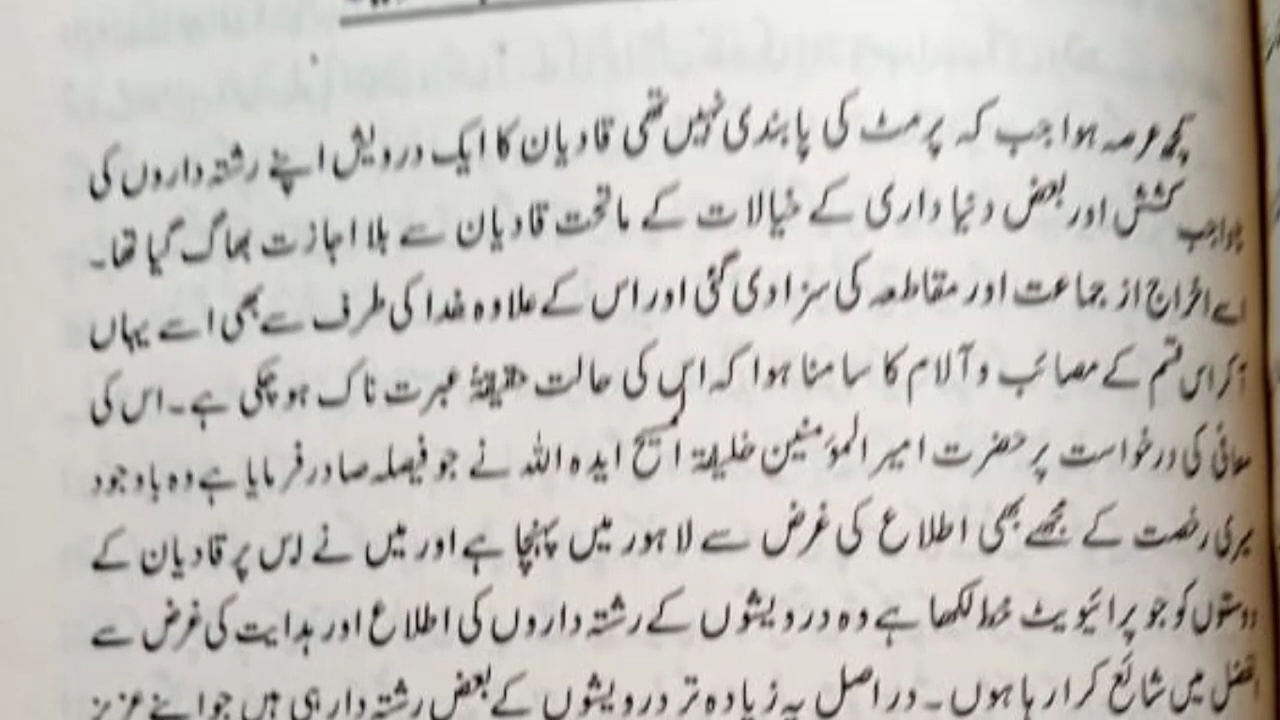 کچھ عرصہ ہوا جب کہ پرمٹ کی پابندی نہیں تھی قادیان کا ایک درویش اپنے رشتہ داروں کی
ناواجب کشش اور بعض دنیا داری کے خیالات کے ماتحت قادیان سے بلا اجازت بھاگ گیا تھا۔
اسے اخراج از جماعت اور مقاطعہ کی سزا دی گئی اور اس کے علاوہ خدا کی طرف سے بھی اسے یہاں
آکر اس قسم کے مصائب و آلام کا سامنا ہوا کہ اس کی حالت حقیقۃً عبرت ناک ہو چکی ہے۔ اس کی
معافی کی درخواست پر حضرت امیر المؤمنین خلیفۃ المسیح ایدہ اللہ نے جو فیصلہ صادر فرمایا ہے وہ باوجود
میری رخصت کے مجھے بھی اطلاع کی غرض سے لاہور میں پہنچا ہے اور میں نے اس پر قادیان کے
دوستوں کو جو پرائیویٹ خط لکھا ہے وہ درویشوں کے رشتہ داروں کی اطلاع اور ہدایت کی غرض سے
الفضل میں شائع کرا رہا ہوں۔ دراصل یہ زیادہ تر درویشوں کے بعض رشتہ دار ہی ہیں جو اپنے عزیز